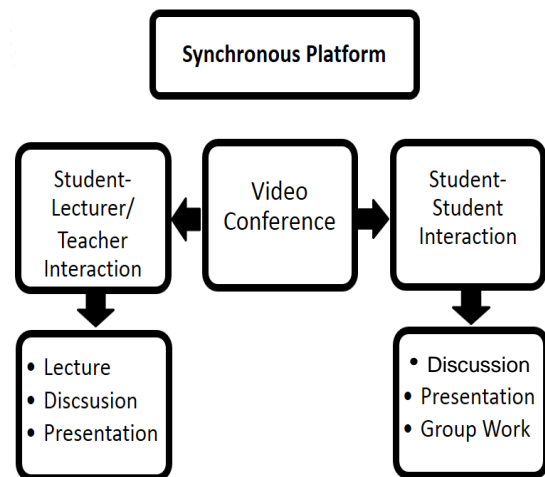 Synchronous Platform
Student-
Lecturer/
Teacher
Interaction
Video
Conference
Student-
Student
Interaction
• Lecture
• Discsusion
• Presentation
• Discussion
• Presentation
• Group Work